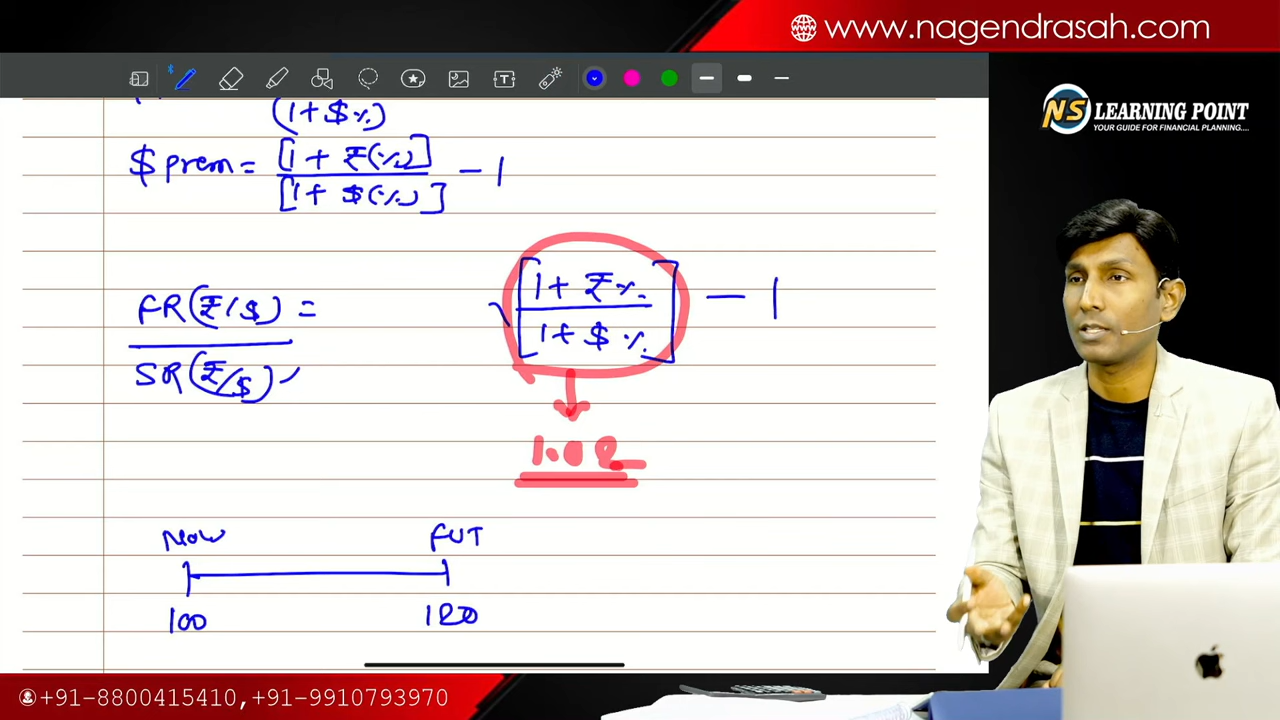 www.nagendrasah.com
NS LEARNING POINT
YOUR GUIDE FOR FINANCIAL PLANNING....
(1+$%)
$ prem = [1 + ₹(%)] / [1 + $(%)] - 1
FR(₹/$) =
SR(₹/$)
[1 + ₹% / 1 + $%] - 1
1.02
Now FUT
100 120
+91-8800415410,+91-9910793970